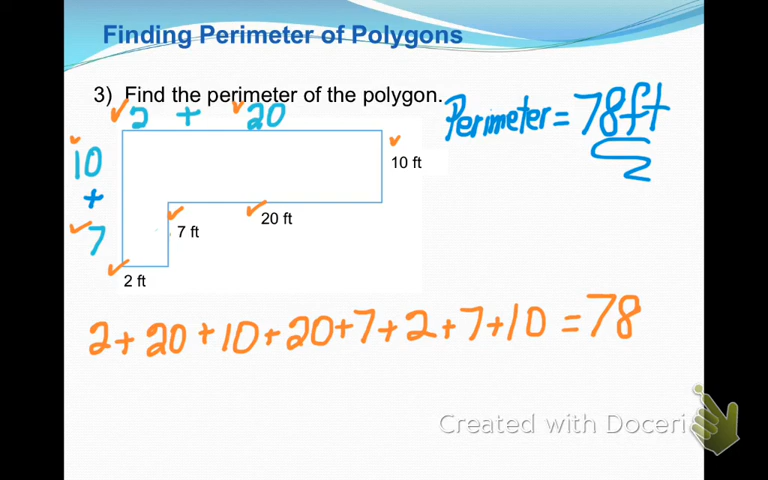 Finding Perimeter of Polygons
3) Find the perimeter of the polygon.
Perimeter = 78ft
2 + 20
10
+
7
10 ft
7 ft
20 ft
2 ft
2 + 20 + 10 + 20 + 7 + 2 + 7 + 10 = 78
Created with Doceri